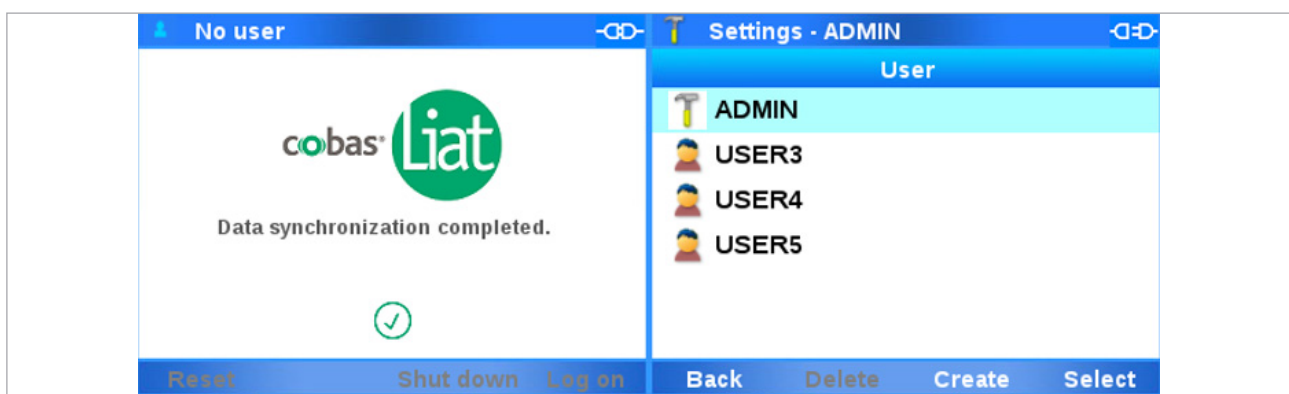 No user
cobas® Liat
Data synchronization completed.
Reset Shut down Log on
Settings - ADMIN
User
ADMIN
USER3
USER4
USER5
Back Delete Create Select